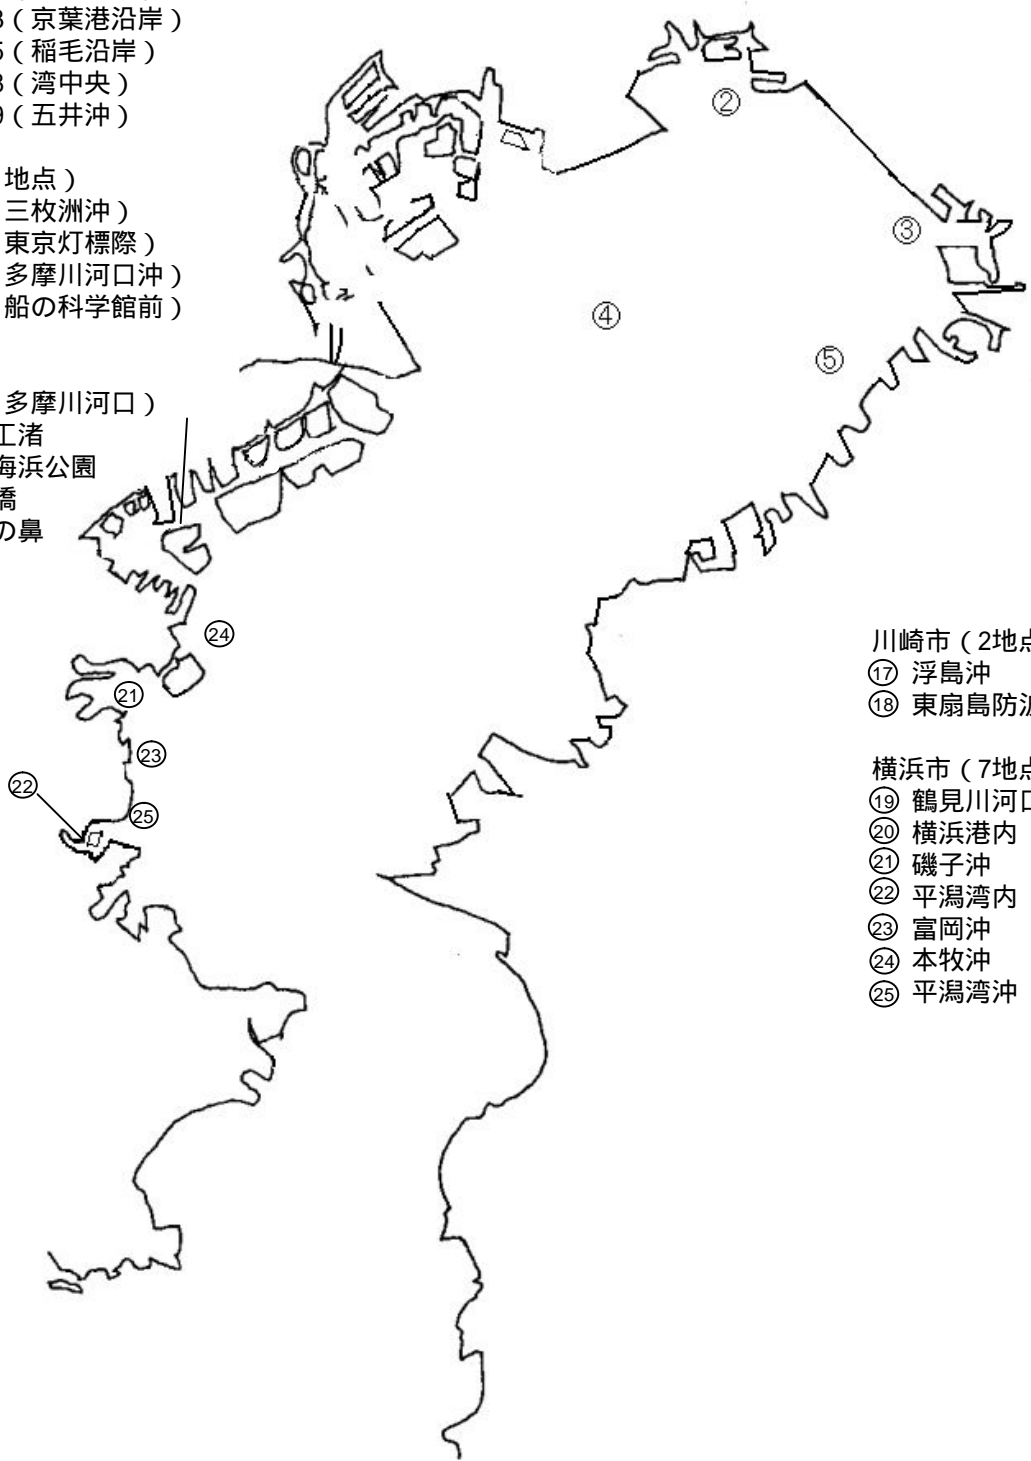 3（京葉港沿岸）
5（稲毛沿岸）
8（湾中央）
9（五井沖）
地点）
三枚洲沖）
東京灯標際）
多摩川河口沖）
船の科学館前）
多摩川河口）
工渚
海浜公園
橋
の鼻
②
③
④
⑤
㉔
㉑
㉓
㉒
㉕
川崎市（2地点
⑰ 浮島沖
⑱ 東扇島防波
横浜市（7地点
⑲ 鶴見川河口
⑳ 横浜港内
㉑ 磯子沖
㉒ 平潟湾内
㉓ 富岡沖
㉔ 本牧沖
㉕ 平潟湾沖